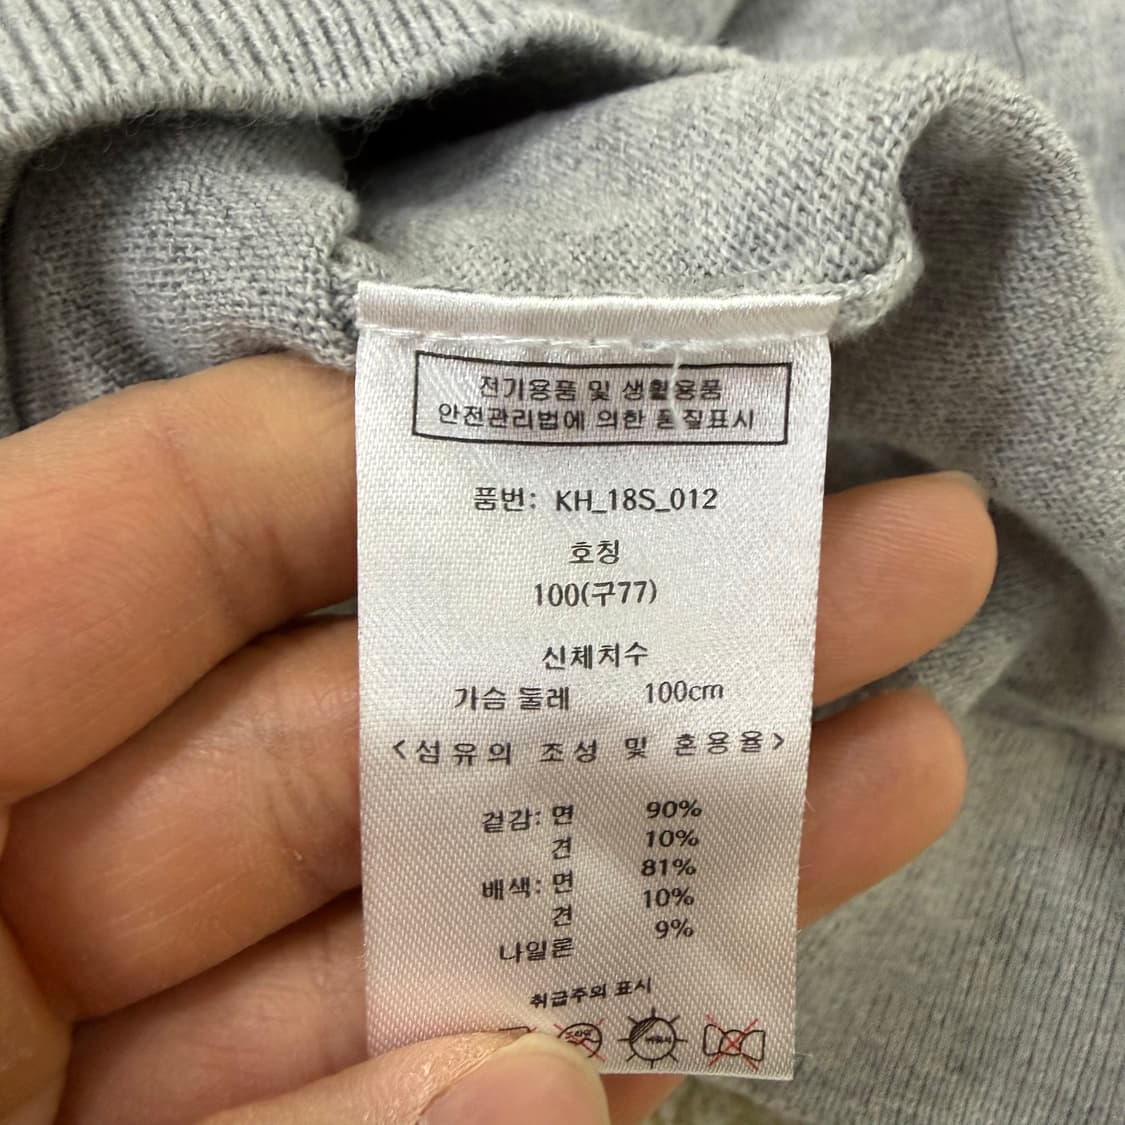 전기용품 및 생활용품
안전관리법에 의한 품질표시
품번: KH_18S_012
호칭
100(구77)
신체치수
가슴 둘레 100cm
<섬유의 조성 및 혼용율>
겉감: 면 90%
견 10%
배색: 면 81%
견 10%
나일론 9%
취급주의 표시